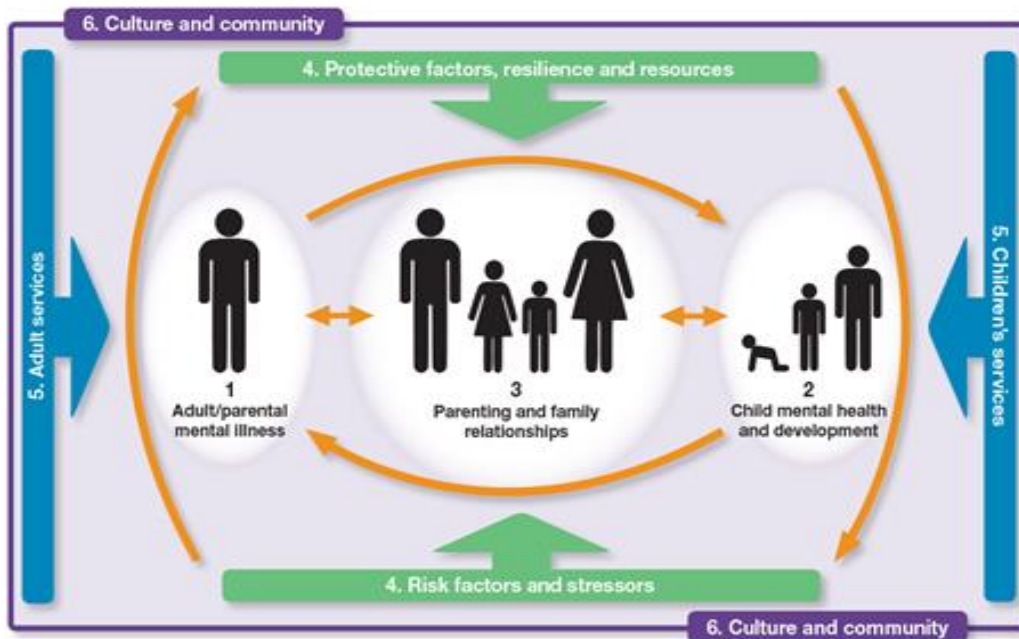 6. Culture and community
4. Protective factors, resilience and resources
5. Adult services
5. Children's services
1
Adult/parental
mental illness
3
Parenting and family
relationships
2
Child mental health
and development
4. Risk factors and stressors
6. Culture and community